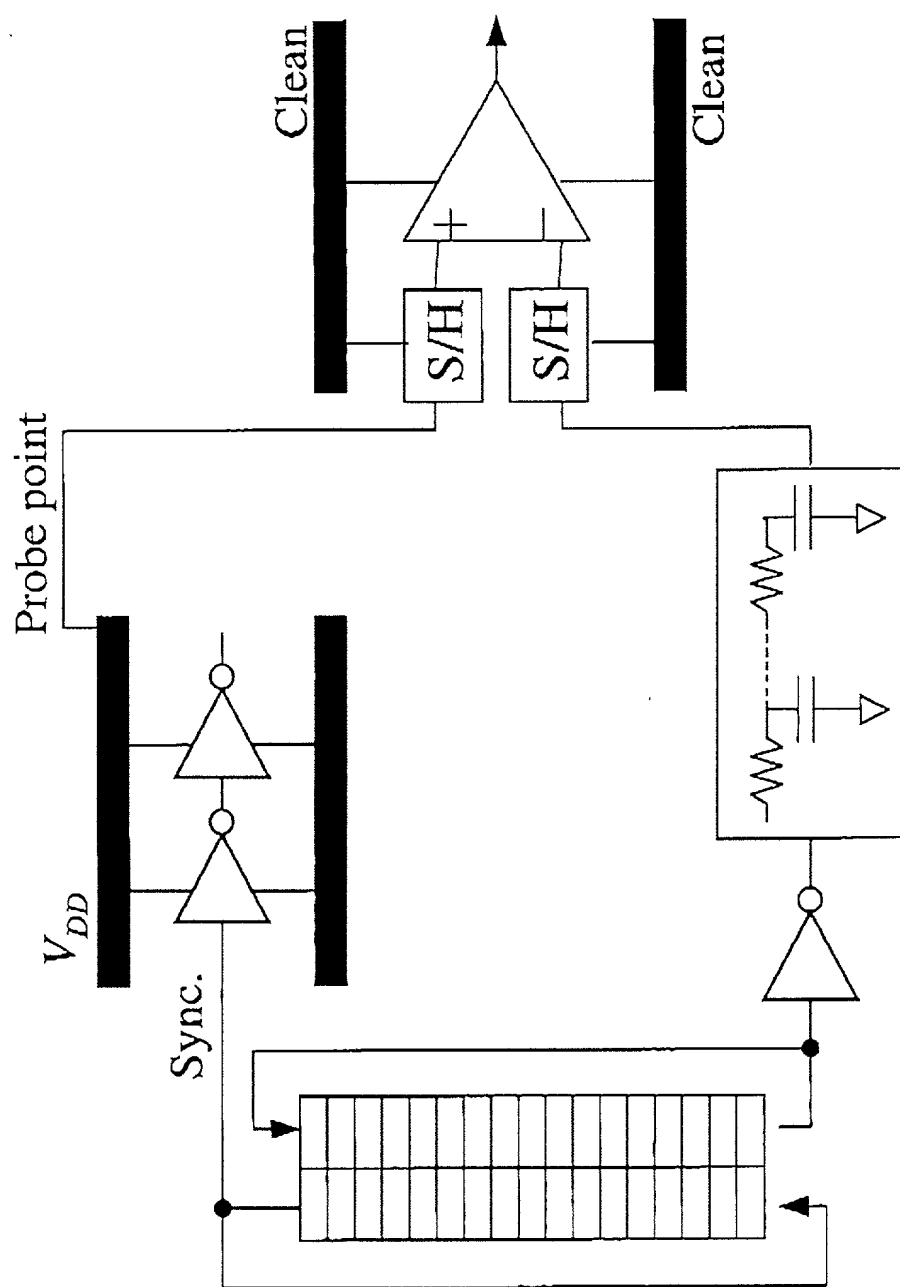 Clean
Clean
+
−
S/H
S/H
Probe point
V_DD
Sync.